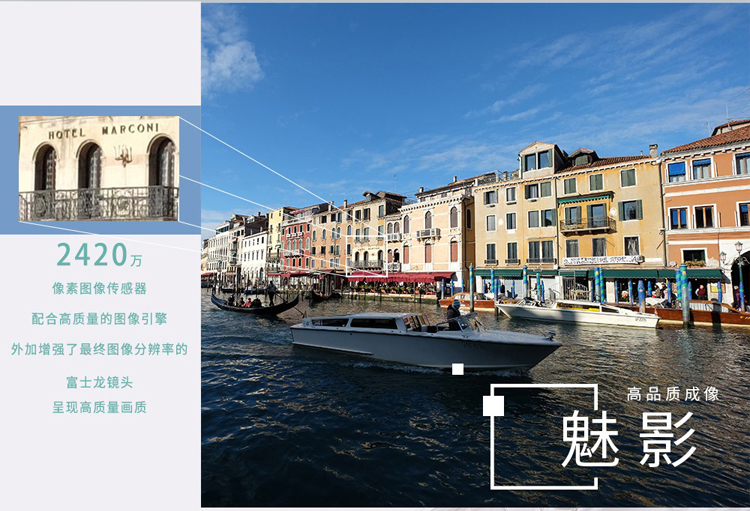 HOTEL MARCONI
2420万
像素图像传感器
配合高质量的图像引擎
外加增强了最终图像分辨率的
富士龙镜头
呈现高质量画质
高品质成像
魅影